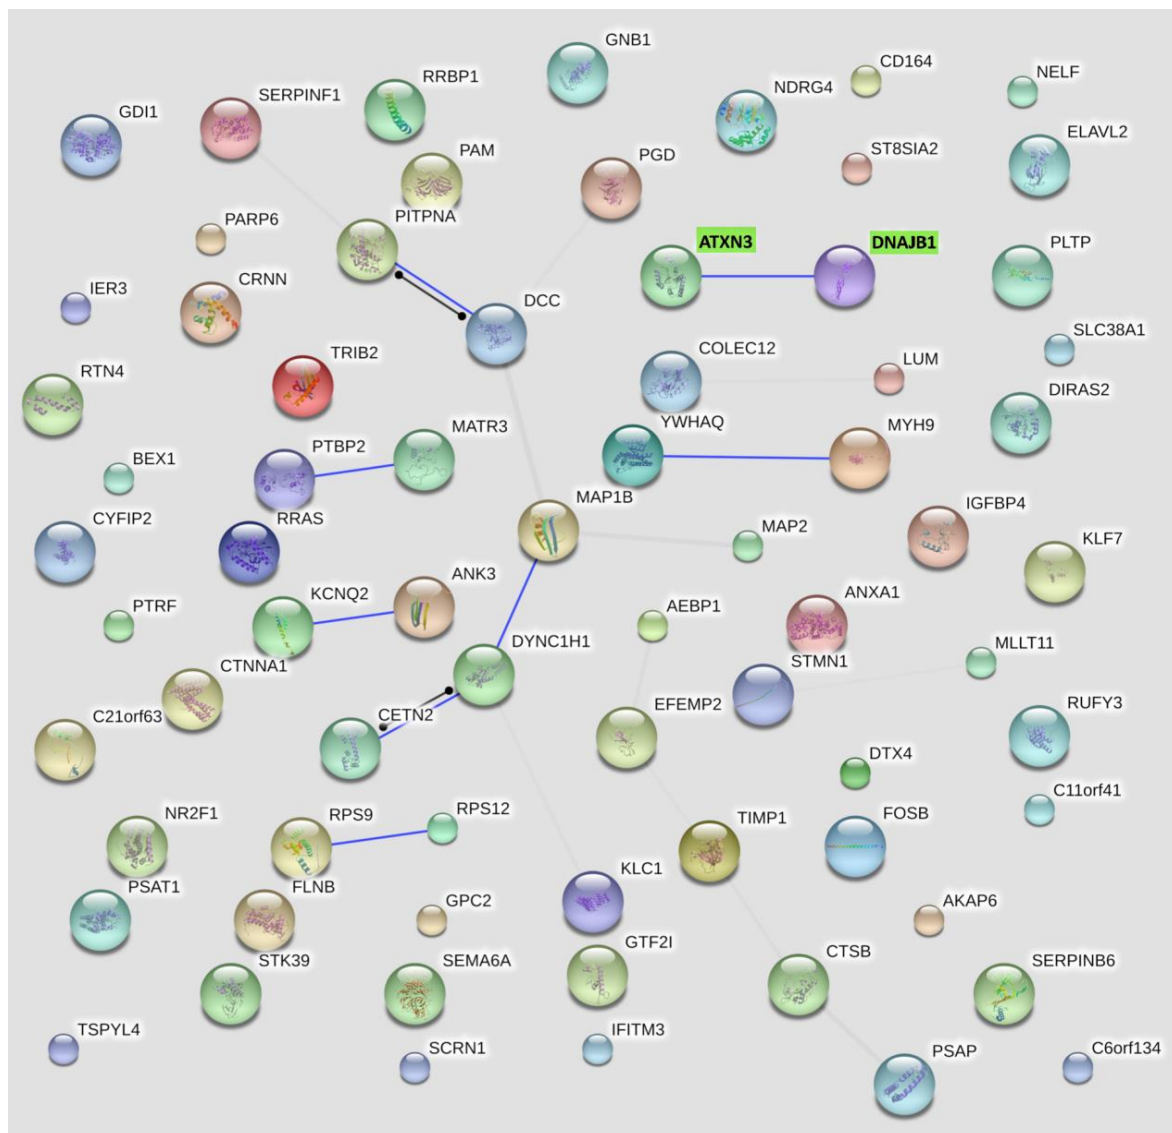 GNB1
CD164
NELF
RRBP1
SERPINF1
NDRG4
GDI1
ELAVL2
PAM
PGD
ST8SIA2
PITPNA
PARP6
ATXN3
DNAJB1
PLTP
CRNN
IER3
DCC
SLC38A1
COLEC12
LUM
TRIB2
RTN4
DIRAS2
YWHAQ
MYH9
MATR3
PTBP2
BEX1
MAP1B
IGFBP4
CYFIP2
RRAS
MAP2
KLF7
KCNQ2
ANK3
ANXA1
PTRF
AEBP1
DYNC1H1
MLLT11
CTNNA1
STMN1
EFEMP2
RUFY3
C21orf63
CETN2
DTX4
C11orf41
NR2F1
RPS9
RPS12
TIMP1
FOSB
KLC1
PSAT1
FLNB
GPC2
AKAP6
GTF2I
CTSB
STK39
SEMA6A
SERPINB6
TSPYL4
IFITM3
SCRN1
PSAP
C6orf134